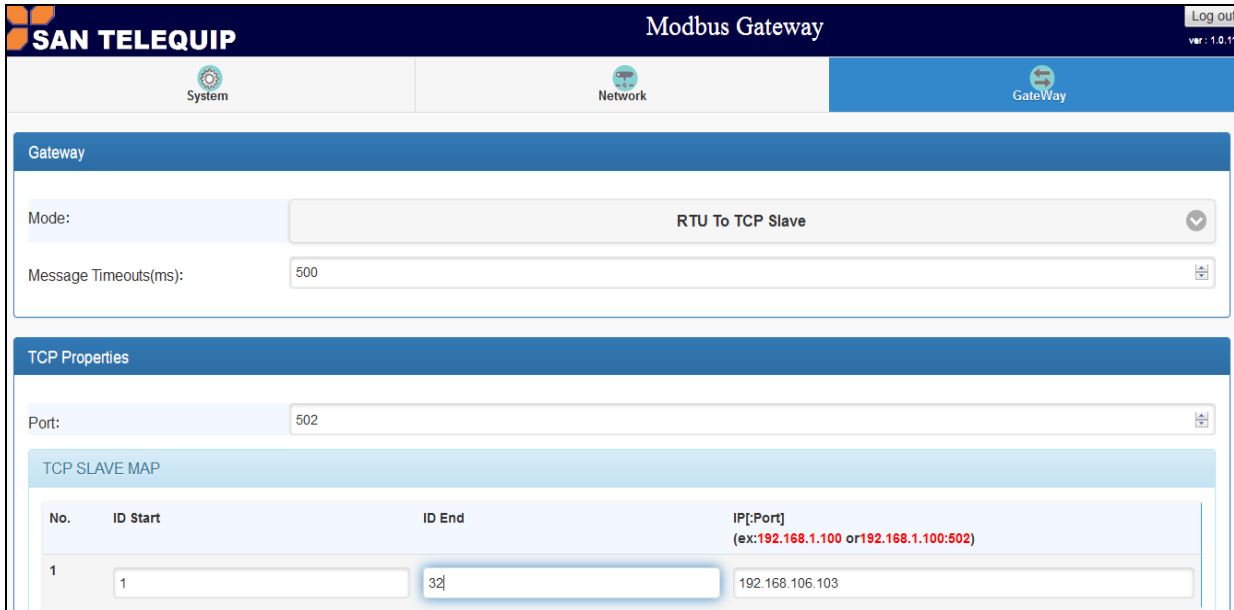 SAN TELEQUIP
Modbus Gateway
Log out
ver : 1.0.11
System
Network
GateWay
Gateway
Mode:
RTU To TCP Slave
Message Timeouts(ms):
500
TCP Properties
Port:
502
TCP SLAVE MAP
No.
ID Start
ID End
IP[:Port]
(ex:192.168.1.100 or192.168.1.100:502)
1
1
32
192.168.106.103